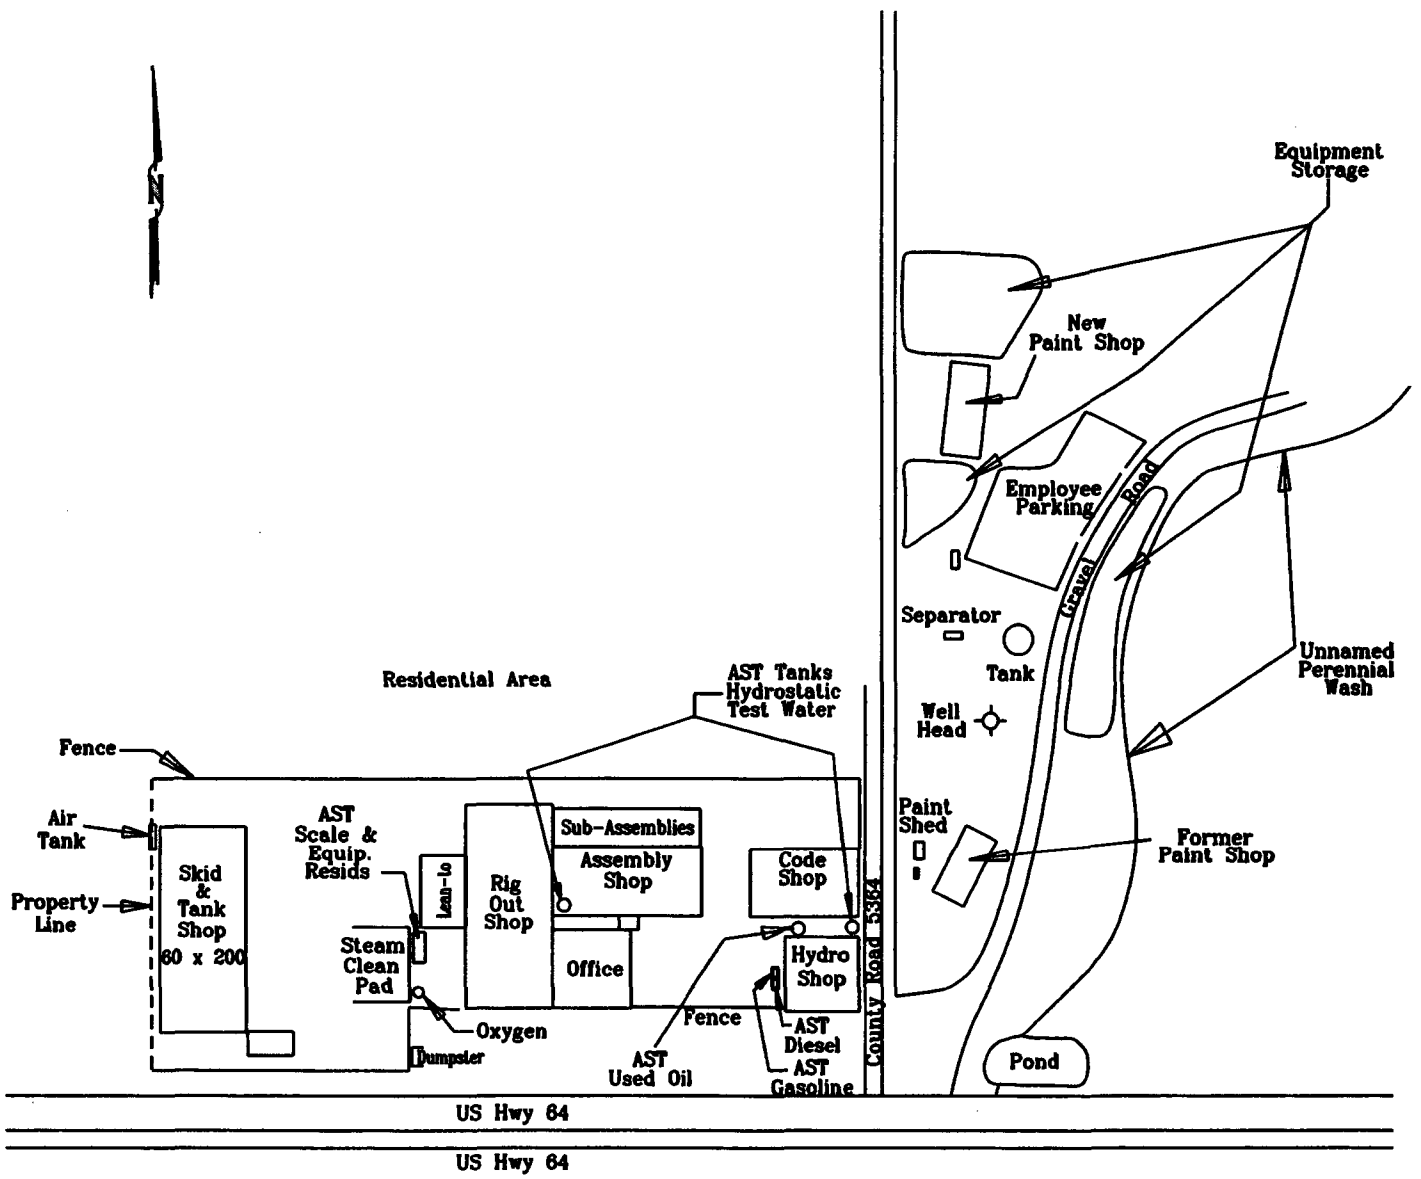 N
Equipment
Storage
New
Paint Shop
Employee
Parking
Gravel Road
Separator
Tank
Well
Head
Unnamed
Perennial
Wash
Residential Area
AST Tanks
Hydrostatic
Test Water
Fence
Air
Tank
Property
Line
Skid
&
Tank
Shop
60 x 200
AST
Scale &
Equip.
Resids
Lean-to
Rig
Out
Shop
Sub-Assemblies
Assembly
Shop
Code
Shop
Paint
Shed
Former
Paint Shop
Steam
Clean
Pad
Office
Hydro
Shop
County Road 5364
Oxygen
Fence
Dumpster
AST
Used Oil
AST
Diesel
AST
Gasoline
Pond
US Hwy 64
US Hwy 64